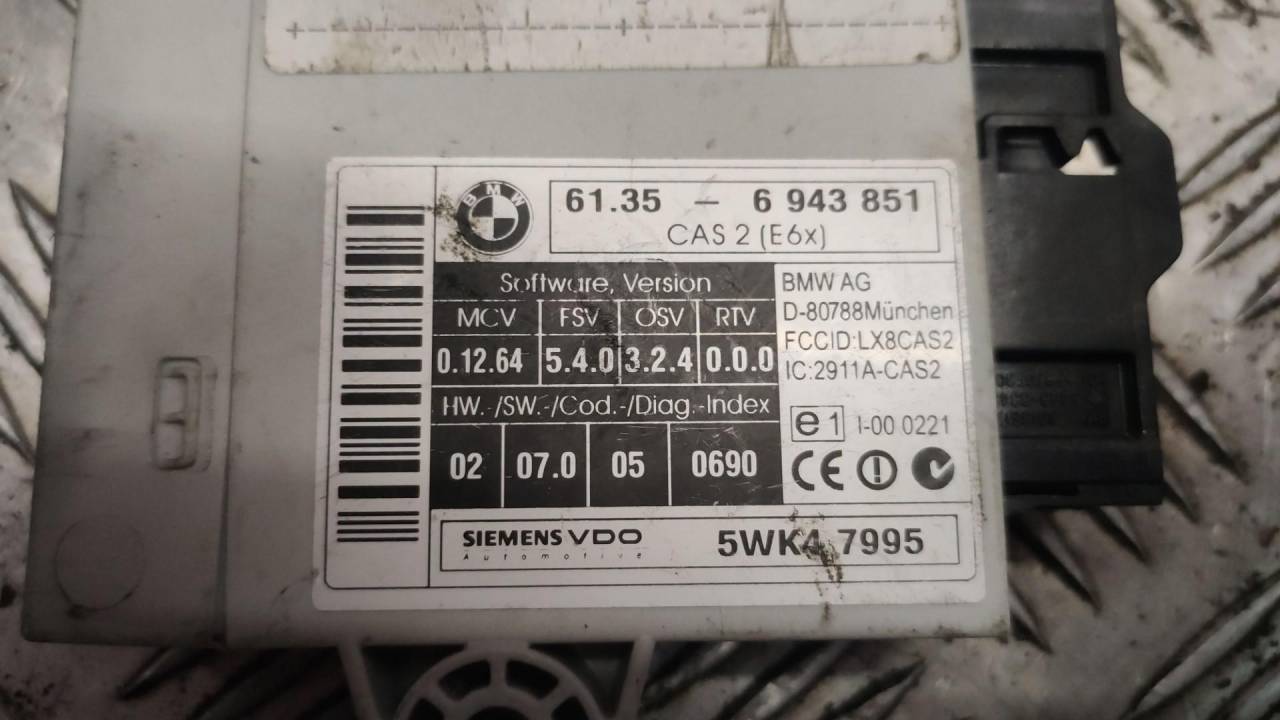 BMW
61.35 – 6 943 851
CAS 2 (E6x)
Software, Version
MCV FSV OSV RTV
0.12.64 5.4.0 3.2.4 0.0.0
HW.-/SW.-/Cod.-/Diag.-Index
02 07.0 05 0690
BMW AG
D-80788München
FCCID:LX8CAS2
IC:2911A-CAS2
e1 1-00 0221
CE
SIEMENS VDO
Automotive
5WK4 7995